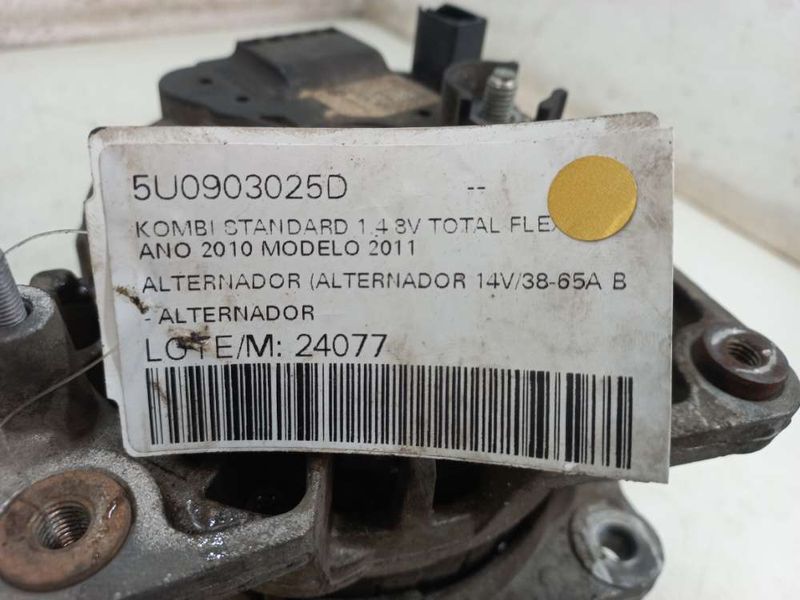 5U0903025D --
KOMBI STANDARD 1.4 8V TOTAL FLEX
ANO 2010 MODELO 2011
ALTERNADOR (ALTERNADOR 14V/38-65A B
- ALTERNADOR
LOTE/M: 24077